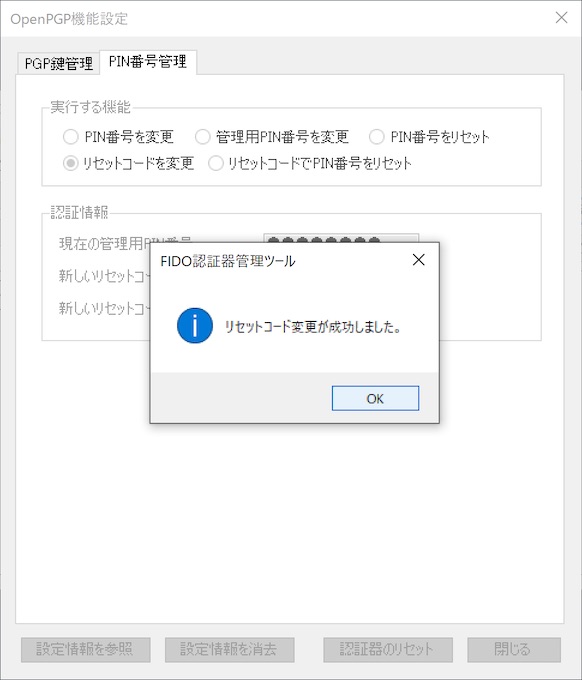 OpenPGP機能設定
PGP鍵管理 PIN番号管理
実行する機能
PIN番号を変更 管理用PIN番号を変更 PIN番号をリセット
リセットコードを変更 リセットコードでPIN番号をリセット
認証情報
現在の管理用PIN番号
新しいリセットコー
新しいリセットコー
FIDO認証器管理ツール
リセットコード変更が成功しました。
OK
設定情報を参照 設定情報を消去 認証器のリセット 閉じる